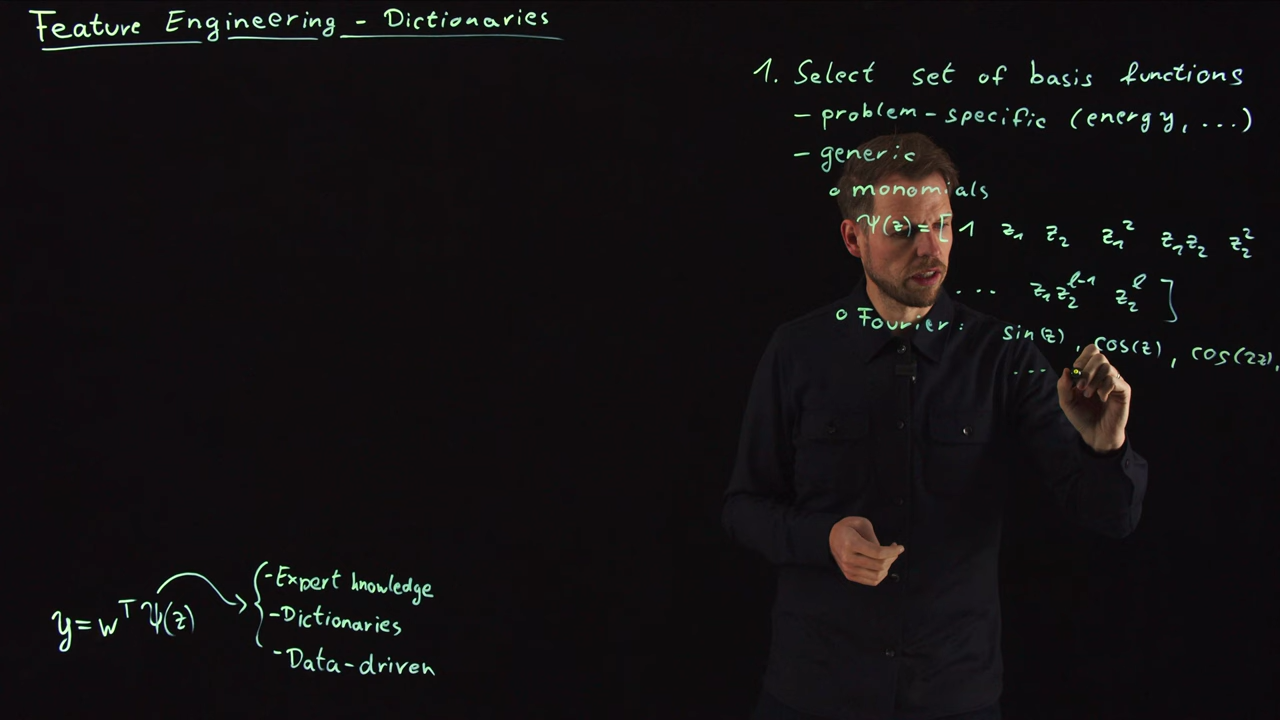 Feature Engineering - Dictionaries
1. Select set of basis functions
- problem-specific (energy, ...)
- generic
o monomials
Ψ(z) = [ 1 z₁ z₂ z₁² z₁z₂ z₂²
... z₁z₂^{l-1} z₂^l ]
o Fourier: sin(z), cos(z), cos(2z),
...
y = wᵀ Ψ(z)
- Expert knowledge
- Dictionaries
- Data-driven